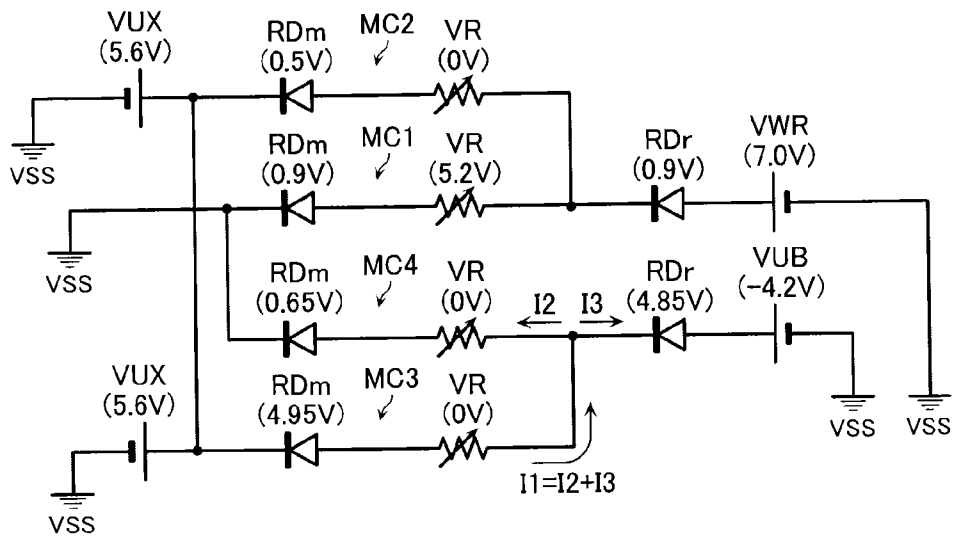 VUX
(5.6V)
RDm
(0.5V)
MC2
VR
(0V)
VSS
RDm
(0.9V)
MC1
VR
(5.2V)
RDr
(0.9V)
VWR
(7.0V)
VSS
RDm
(0.65V)
MC4
VR
(0V)
I2
I3
RDr
(4.85V)
VUB
(-4.2V)
VUX
(5.6V)
RDm
(4.95V)
MC3
VR
(0V)
VSS
VSS
I1=I2+I3
VSS